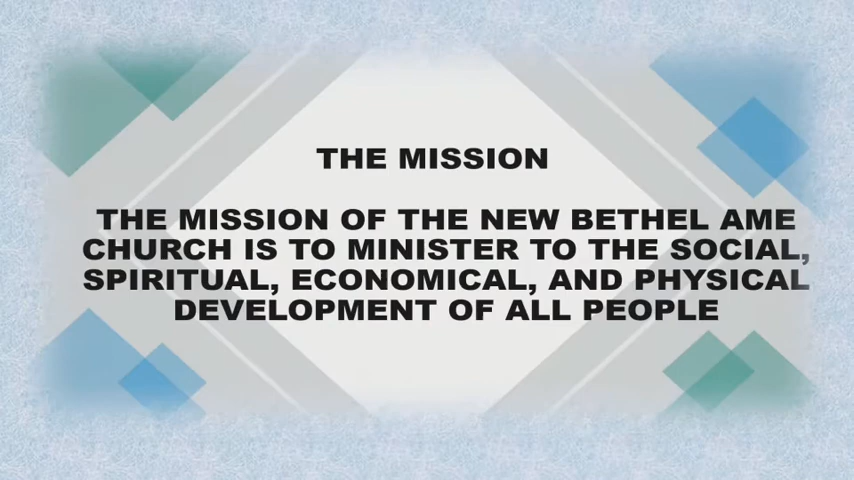 THE MISSION
THE MISSION OF THE NEW BETHEL AME
CHURCH IS TO MINISTER TO THE SOCIAL,
SPIRITUAL, ECONOMICAL, AND PHYSICAL
DEVELOPMENT OF ALL PEOPLE